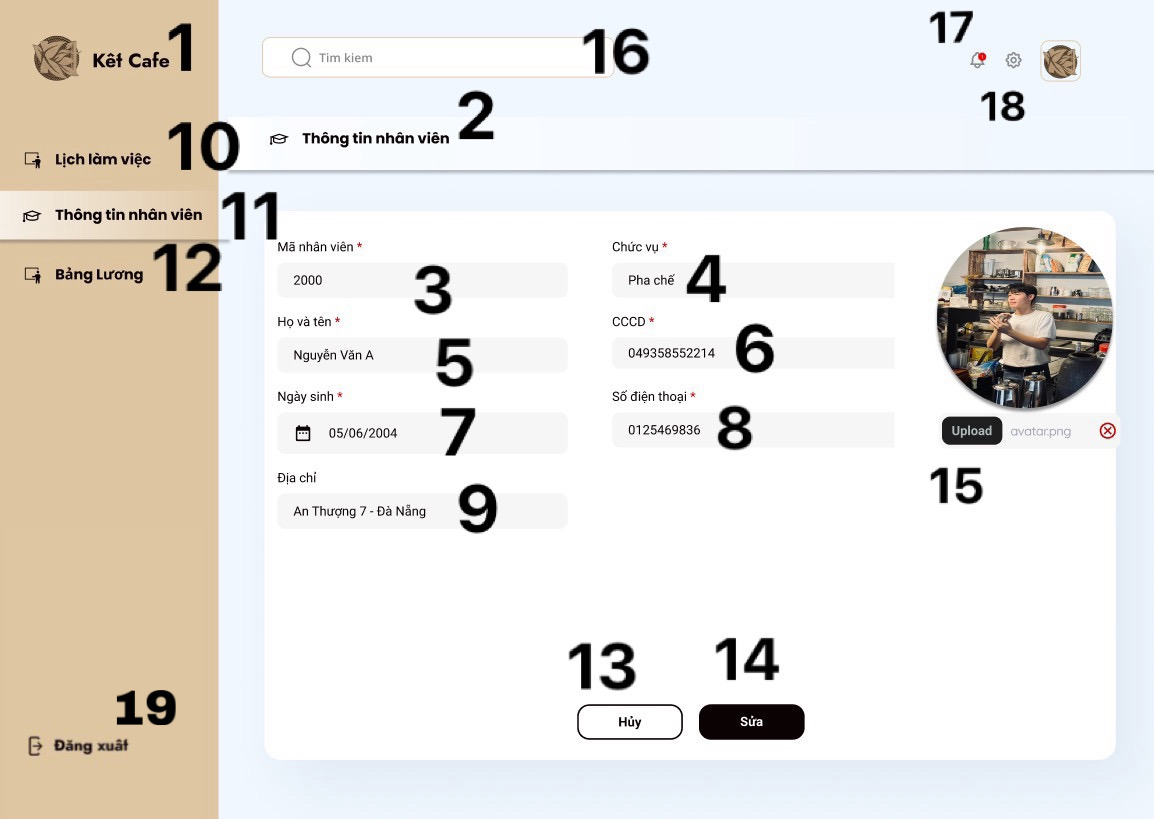 Kết Cafe 1
Tìm kiem 16
17
18
Thông tin nhân viên 2
Lịch làm việc 10
Thông tin nhân viên 11
Bảng Lương 12
Mã nhân viên *
2000 3
Chức vụ *
Pha chế 4
Họ và tên *
Nguyễn Văn A 5
CCCD *
049358552214 6
Ngày sinh *
05/06/2004 7
Số điện thoại *
0125469836 8
Địa chỉ
An Thượng 7 - Đà Nẵng 9
Upload avatar.png
15
13 14
Hủy Sửa
19
Đăng xuất